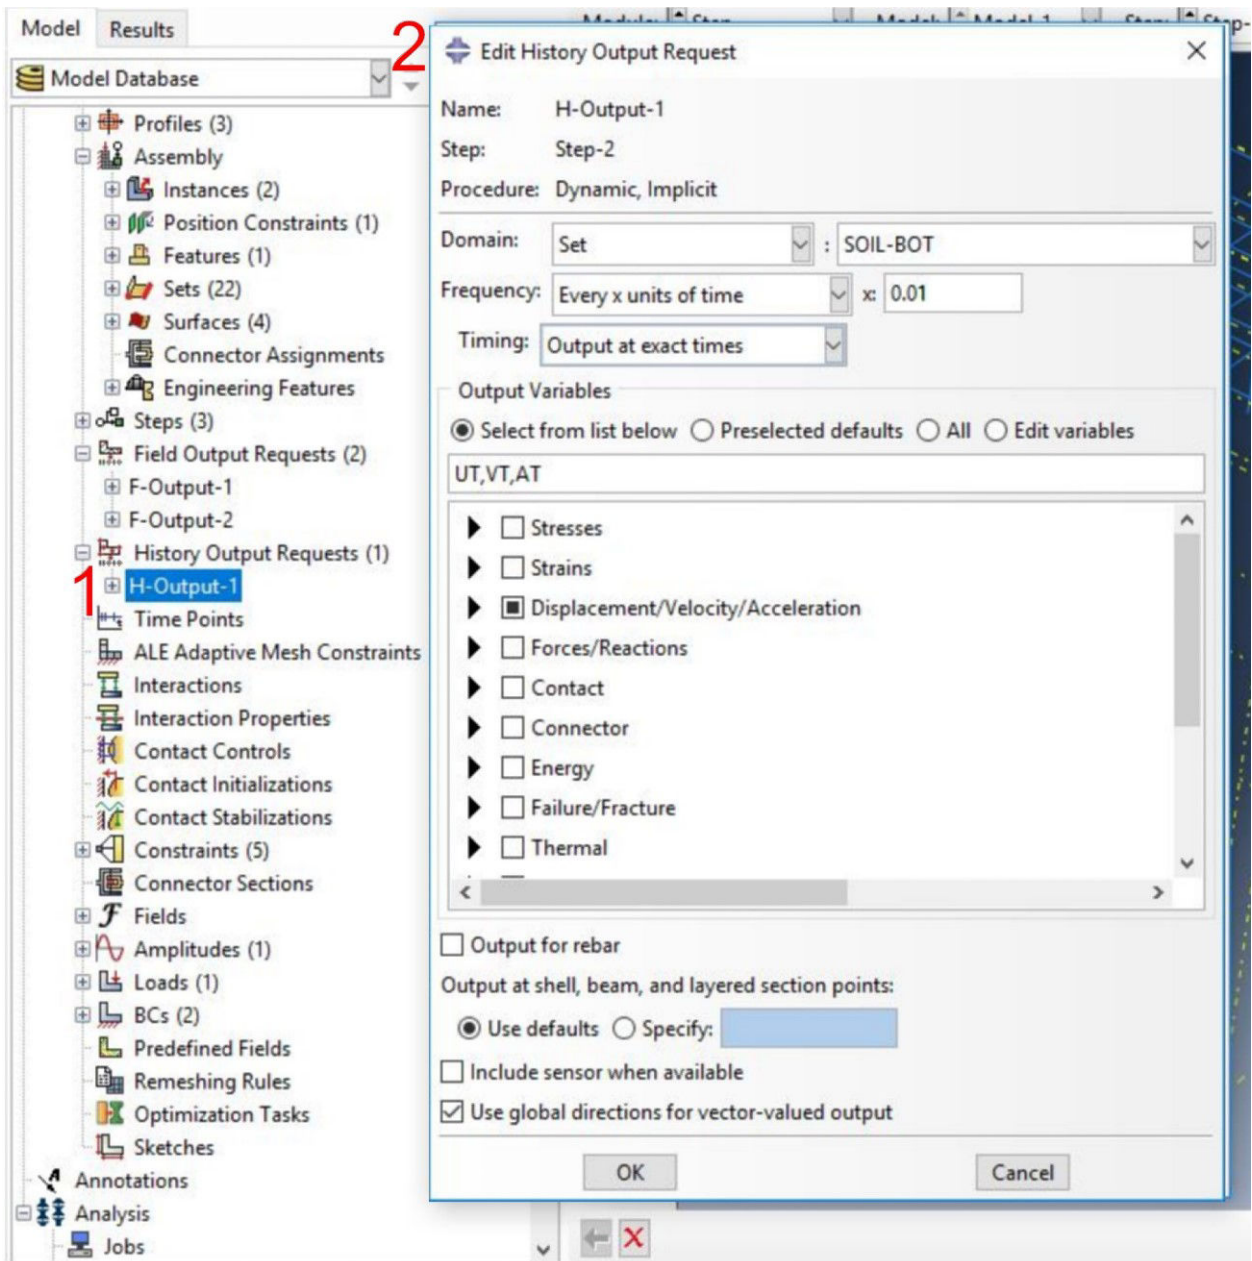 Model Results
Model Database
Profiles (3)
Assembly
Instances (2)
Position Constraints (1)
Features (1)
Sets (22)
Surfaces (4)
Connector Assignments
Engineering Features
Steps (3)
Field Output Requests (2)
F-Output-1
F-Output-2
History Output Requests (1)
1
H-Output-1
Time Points
ALE Adaptive Mesh Constraints
Interactions
Interaction Properties
Contact Controls
Contact Initializations
Contact Stabilizations
Constraints (5)
Connector Sections
Fields
Amplitudes (1)
Loads (1)
BCs (2)
Predefined Fields
Remeshing Rules
Optimization Tasks
Sketches
Annotations
Analysis
Jobs
2
Edit History Output Request
Name: H-Output-1
Step: Step-2
Procedure: Dynamic, Implicit
Domain: Set : SOIL-BOT
Frequency: Every x units of time x: 0.01
Timing: Output at exact times
Output Variables
Select from list below Preselected defaults All Edit variables
UT,VT,AT
Stresses
Strains
Displacement/Velocity/Acceleration
Forces/Reactions
Contact
Connector
Energy
Failure/Fracture
Thermal
Output for rebar
Output at shell, beam, and layered section points:
Use defaults Specify:
Include sensor when available
Use global directions for vector-valued output
OK Cancel